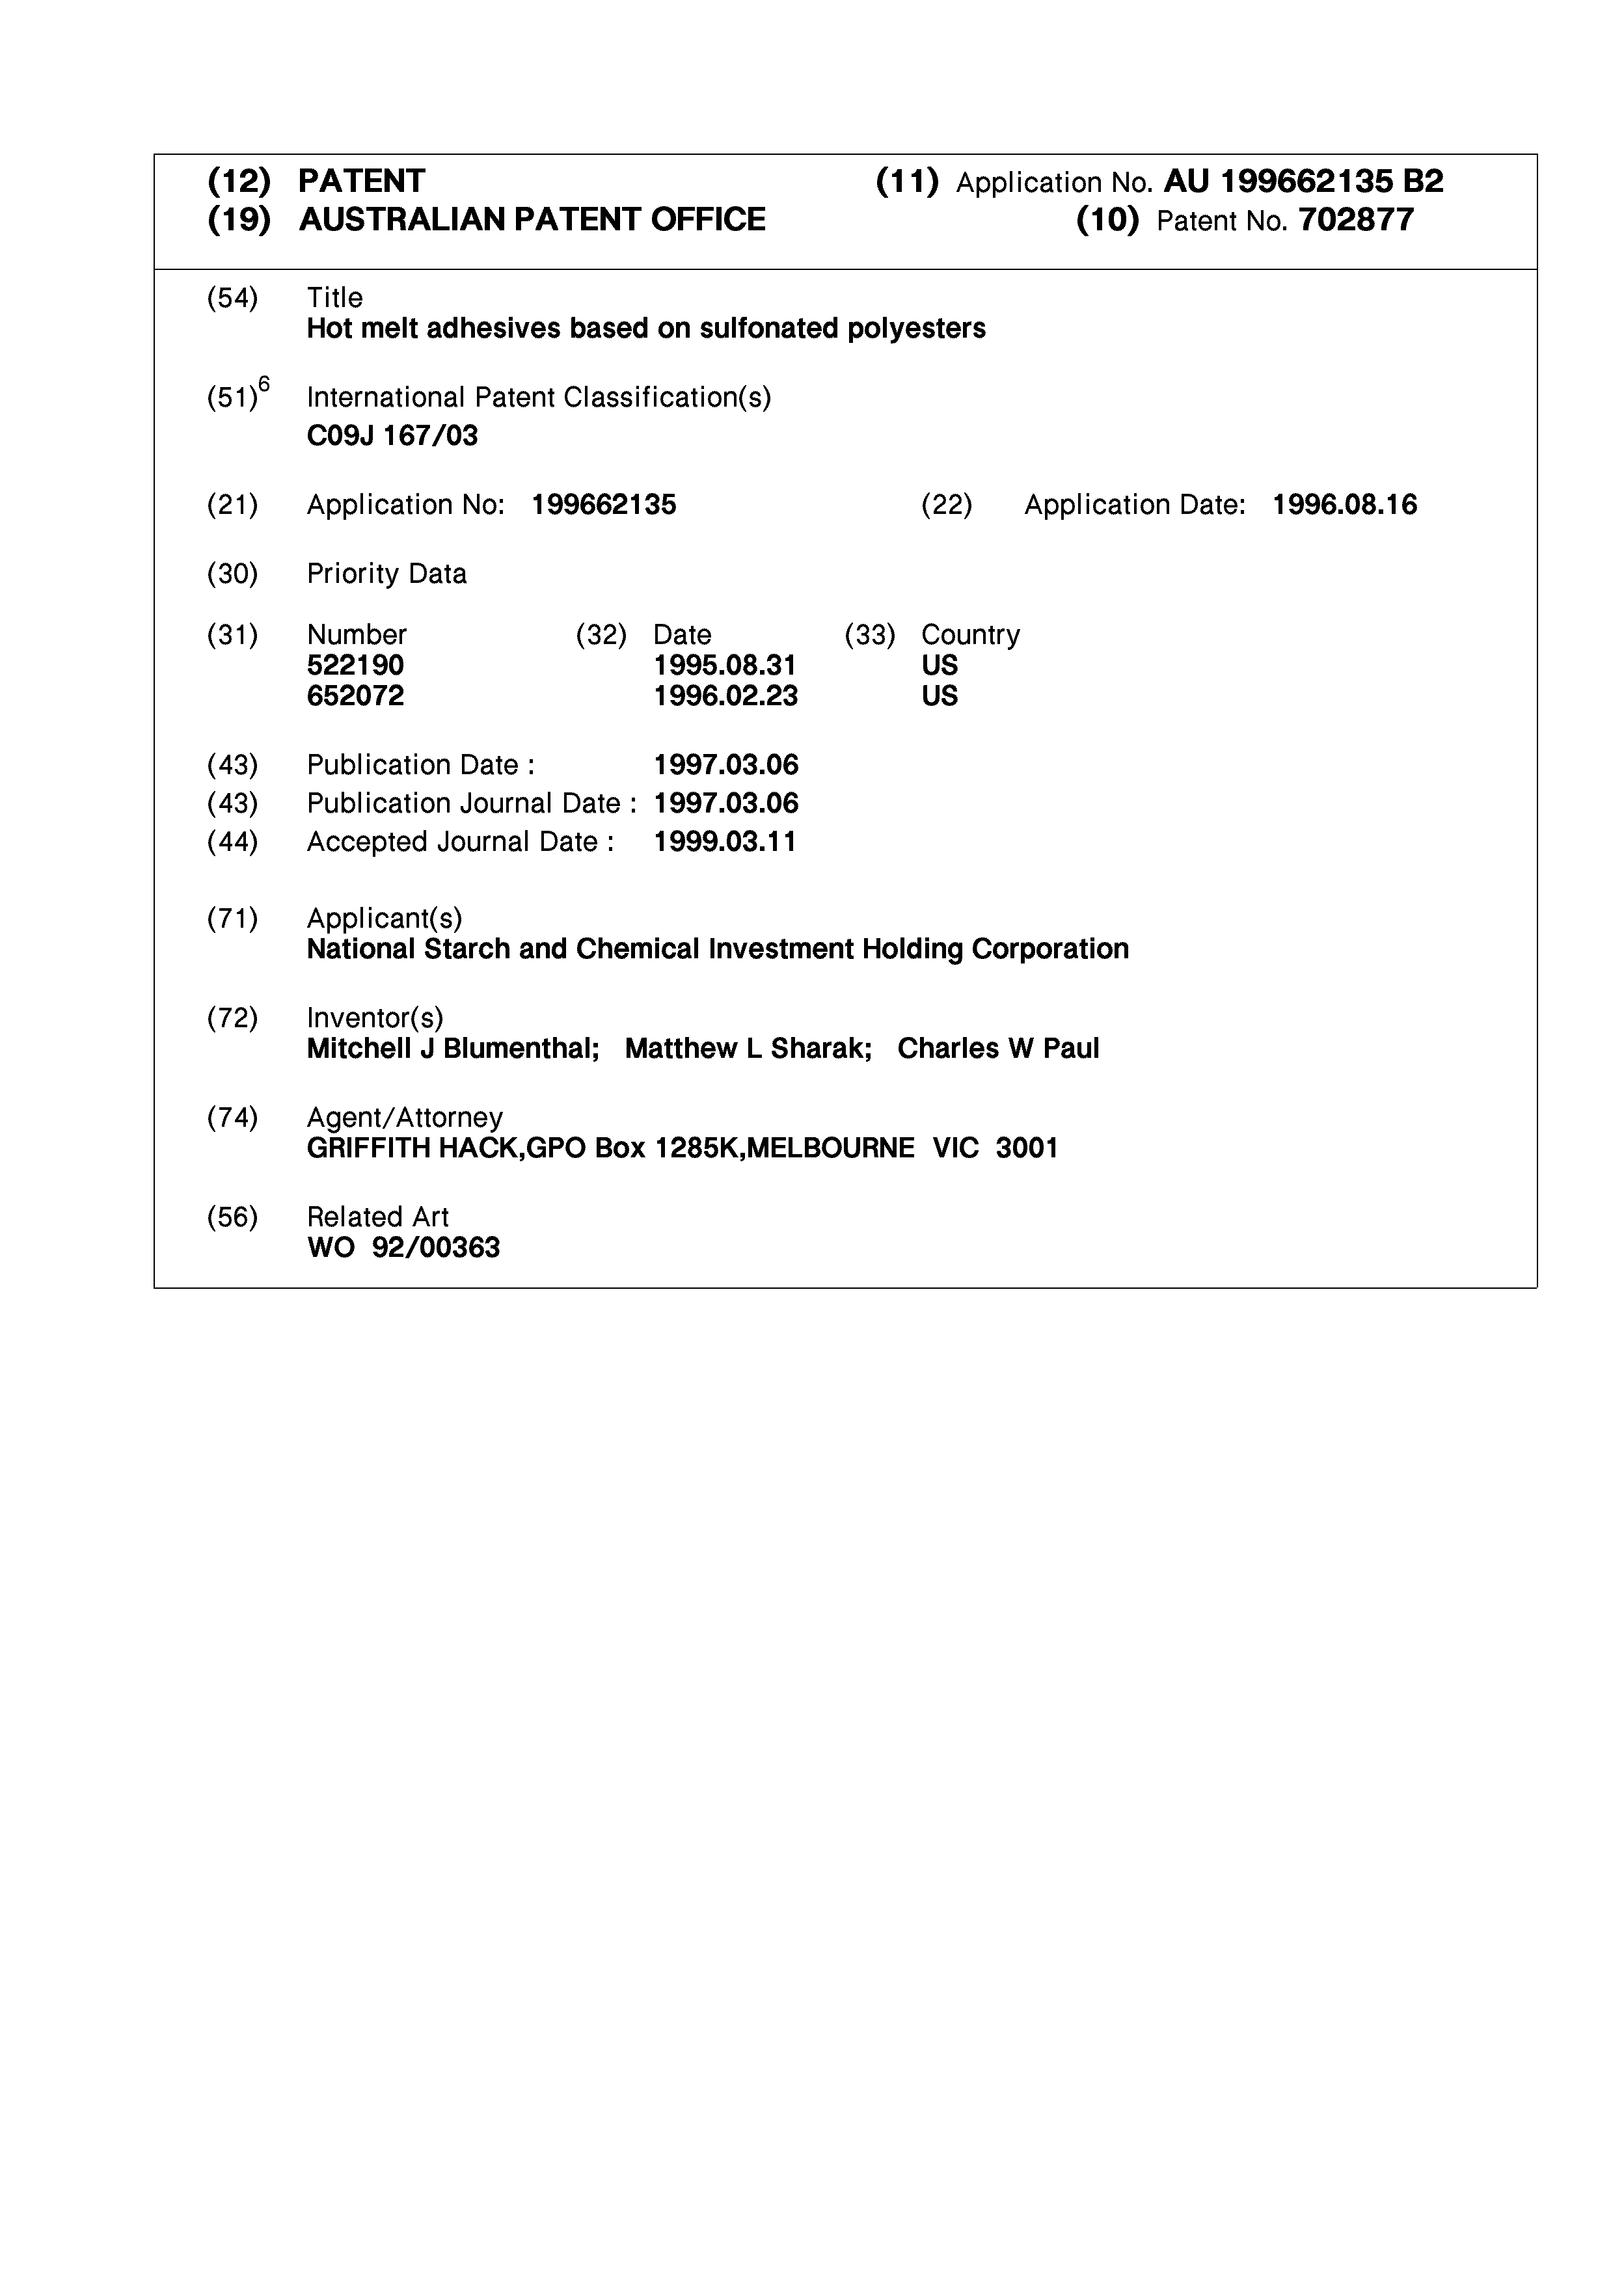 (12) PATENT (11) Application No. AU 199662135 B2
(19) AUSTRALIAN PATENT OFFICE (10) Patent No. 702877
(54) Title
Hot melt adhesives based on sulfonated polyesters
(51)6 International Patent Classification(s)
C09J 167/03
(21) Application No: 199662135 (22) Application Date: 1996.08.16
(30) Priority Data
(31) Number (32) Date (33) Country
522190 1995.08.31 US
652072 1996.02.23 US
(43) Publication Date : 1997.03.06
(43) Publication Journal Date : 1997.03.06
(44) Accepted Journal Date : 1999.03.11
(71) Applicant(s)
National Starch and Chemical Investment Holding Corporation
(72) Inventor(s)
Mitchell J Blumenthal; Matthew L Sharak; Charles W Paul
(74) Agent/Attorney
GRIFFITH HACK,GPO Box 1285K,MELBOURNE VIC 3001
(56) Related Art
WO 92/00363